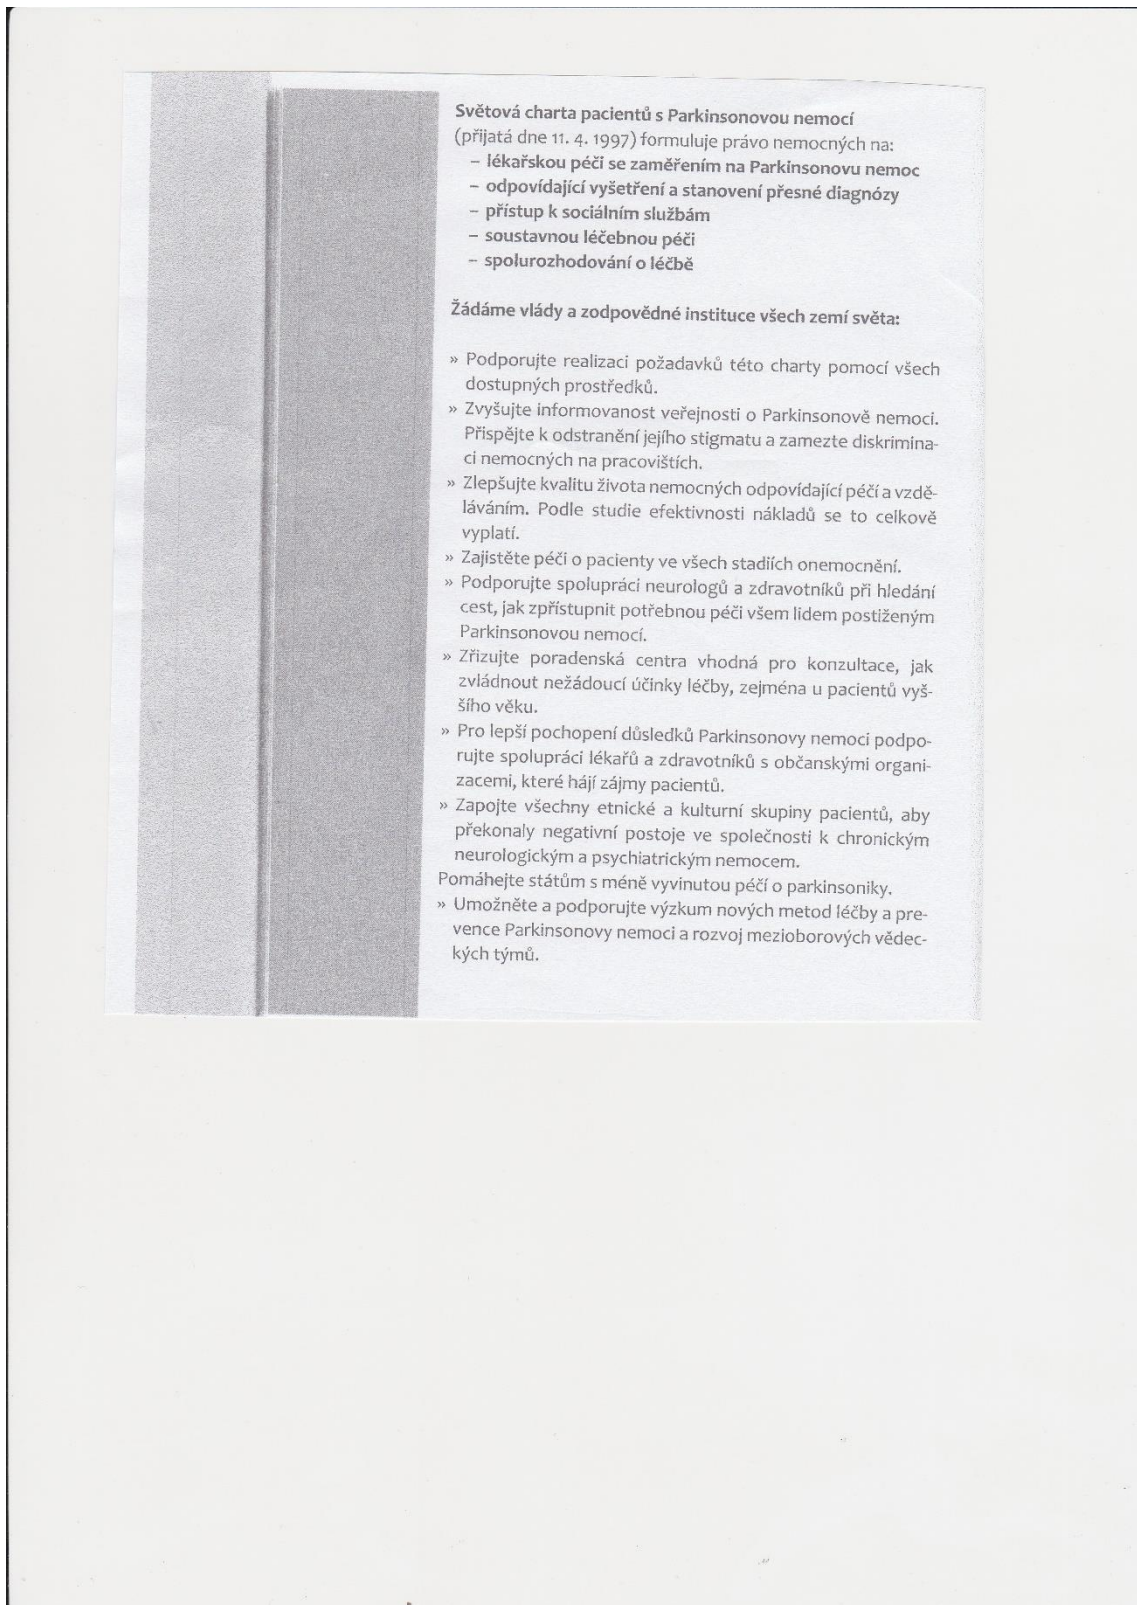 Světová charta pacientů s Parkinsonovou nemocí
(přijatá dne 11. 4. 1997) formuluje právo nemocných na:
– lékařskou péči se zaměřením na Parkinsonovu nemoc
– odpovídající vyšetření a stanovení přesné diagnózy
– přístup k sociálním službám
– soustavnou léčebnou péči
– spolurozhodování o léčbě
Žádáme vlády a zodpovědné instituce všech zemí světa:
» Podporujte realizaci požadavků této charty pomocí všech
dostupných prostředků.
» Zvyšujte informovanost veřejnosti o Parkinsonově nemoci.
Přispějte k odstranění jejího stigmatu a zamezte diskrimina-
ci nemocných na pracovištích.
» Zlepšujte kvalitu života nemocných odpovídající péčí a vzdě-
láváním. Podle studie efektivnosti nákladů se to celkově
vyplatí.
» Zajistěte péči o pacienty ve všech stadiích onemocnění.
» Podporujte spolupráci neurologů a zdravotníků při hledání
cest, jak zpřístupnit potřebnou péči všem lidem postiženým
Parkinsonovou nemocí.
» Zřizujte poradenská centra vhodná pro konzultace, jak
zvládnout nežádoucí účinky léčby, zejména u pacientů vyš-
šího věku.
» Pro lepší pochopení důsledků Parkinsonovy nemoci podpo-
rujte spolupráci lékařů a zdravotníků s občanskými organi-
zacemi, které hájí zájmy pacientů.
» Zapojte všechny etnické a kulturní skupiny pacientů, aby
překonaly negativní postoje ve společnosti k chronickým
neurologickým a psychiatrickým nemocem.
Pomáhejte státům s méně vyvinutou péčí o parkinsoniky.
» Umožněte a podporujte výzkum nových metod léčby a pre-
vence Parkinsonovy nemoci a rozvoj mezioborových vědec-
kých týmů.